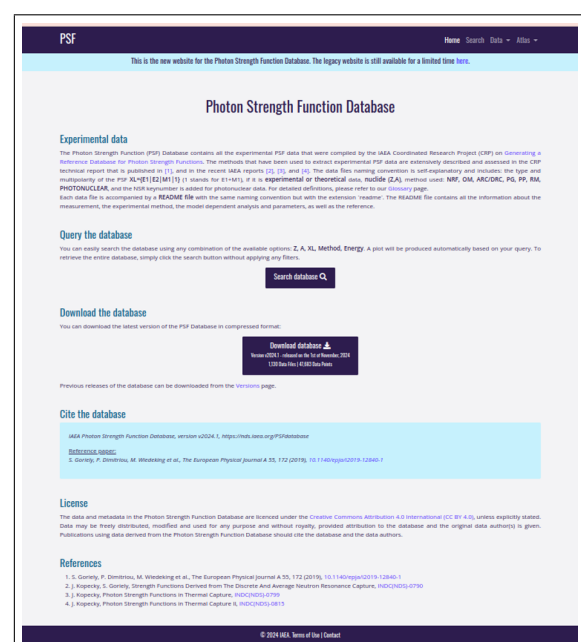 PSF
Home Search Data Atlas
This is the new website for the Photon Strength Function Database. The legacy website is still available for a limited time here.
Photon Strength Function Database
Experimental data
The Photon Strength Function (PSF) Database contains all the experimental PSF data that were compiled by the IAEA Coordinated Research Project (CRP) on Generating a
Reference Database for Photon Strength Functions. The methods that have been used to extract experimental PSF data are extensively described and assessed in the CRP
technical report that is published in [1], and in the recent IAEA reports [2], [3], and [4]. The data files naming convention is self-explanatory and includes: the type and
multipolarity of the PSF XL=[E1|E2|M1|1} (1 stands for E1+M1), if it is experimental or theoretical data, nuclide (Z,A), method used: NRF, OM, ARC/DRC, PG, PP, RM,
PHOTONUCLEAR, and the NSR keynumber is added for photonuclear data. For detailed definitions, please refer to our Glossary page.
Each data file is accompanied by a README file with the same naming convention but with the extension 'readme'. The README file contains all the information about the
measurement, the experimental method, the model dependent analysis and parameters, as well as the reference.
Query the database
You can easily search the database using any combination of the available options: Z, A, XL, Method, Energy. A plot will be produced automatically based on your query. To
retrieve the entire database, simply click the search button without applying any filters.
Search database
Download the database
You can download the latest version of the PSF Database in compressed format:
Download database
Version v2024.1 - released on the 1st of November, 2024
Data Files | Data Points
Previous releases of the database can be downloaded from the Versions page.
Cite the database
IAEA Photon Strength Function Database, version v2024.1, https://nds.iaea.org/PSFdatabase
Reference paper:
S. Goriely, P. Dimitriou, M. Wiedeking et al., The European Physical Journal A 55, 172 (2019), 10.1140/epja/i2019-12840-1
License
The data and metadata in the Photon Strength Function Database are licensed under the Creative Commons Attribution 4.0 International (CC BY 4.0), unless explicitly stated.
Data may be freely distributed, modified and used for any purpose and without royalty, provided attribution to the database and the original data author(s) is given.
Publications using data derived from the Photon Strength Function Database should cite the database and the data authors.
References
1. S. Goriely, P. Dimitriou, M. Wiedeking et al., The European Physical Journal A 55, 172 (2019), 10.1140/epja/i2019-12840-1
2. J. Kopecky, S. Goriely, Strength Functions Derived from The Discrete And Average Neutron Resonance Capture, INDC(NDS)-0790
3. J. Kopecky, Photon Strength Functions in Thermal Capture, INDC(NDS)-0799
4. J. Kopecky, Photon Strength Functions in Thermal Capture II, INDC(NDS)-0815
© 2024 IAEA. Terms of Use | Contact